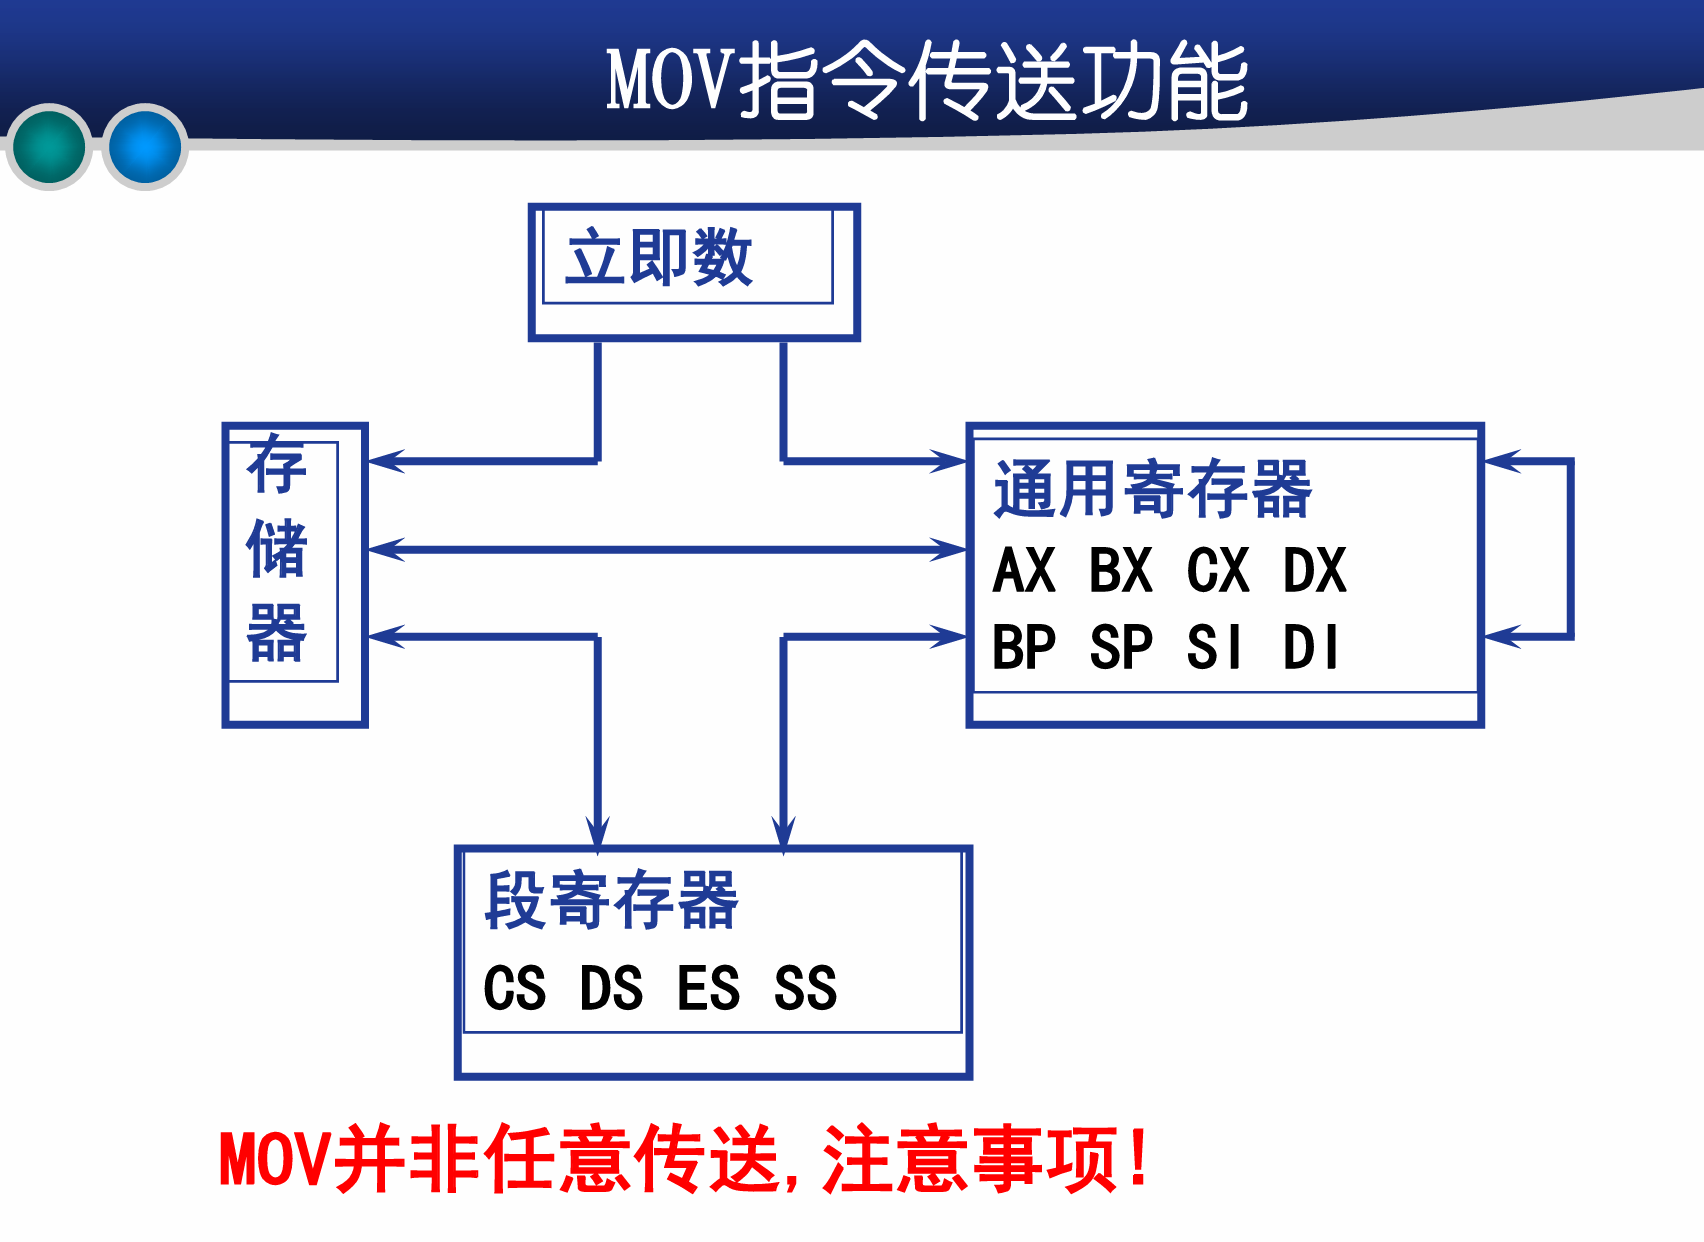 MOV指令传送功能
立即数
存
储
器
通用寄存器
AX BX CX DX
BP SP SI DI
段寄存器
CS DS ES SS
MOV并非任意传送,注意事项!